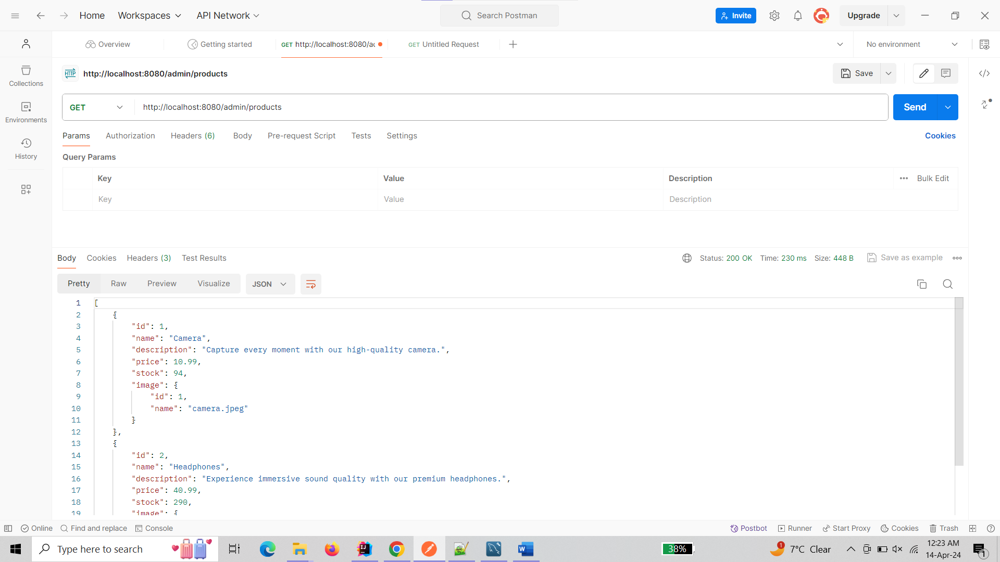 Home Workspaces API Network Search Postman Invite Upgrade
Overview Getting started GET http://localhost:8080/ac GET Untitled Request No environment
HTTP http://localhost:8080/admin/products Save
Collections
GET http://localhost:8080/admin/products Send
Environments
Params Authorization Headers (6) Body Pre-request Script Tests Settings Cookies
History
Query Params
Key Value Description Bulk Edit
Key Value Description
Body Cookies Headers (3) Test Results Status: 200 OK Time: 230 ms Size: 448 B Save as example
Pretty Raw Preview Visualize JSON
1 [
2 {
3 "id": 1,
4 "name": "Camera",
5 "description": "Capture every moment with our high-quality camera.",
6 "price": 10.99,
7 "stock": 94,
8 "image": {
9 "id": 1,
10 "name": "camera.jpeg"
11 }
12 },
13 {
14 "id": 2,
15 "name": "Headphones",
16 "description": "Experience immersive sound quality with our premium headphones.",
17 "price": 40.99,
18 "stock": 290,
19 "image": {
Online Find and replace Console Postbot Runner Start Proxy Cookies Trash
Type here to search 38% 1 7°C Clear 12:23 AM
14-Apr-24 1